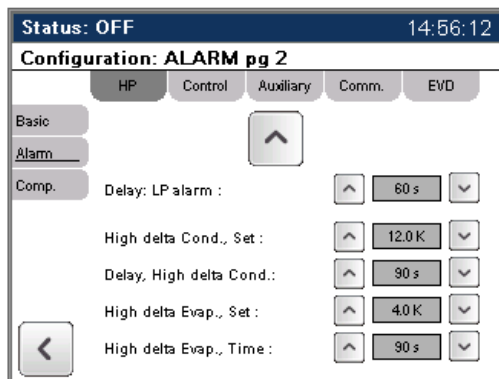 Status: OFF 14:56:12
Configuration: ALARM pg 2
HP Control Auxiliary Comm. EVD
Basic
Alarm
Comp.
Delay: LP alarm : 60 s
High delta Cond., Set : 12.0 K
Delay, High delta Cond.: 90 s
High delta Evap., Set : 4.0 K
High delta Evap., Time : 90 s